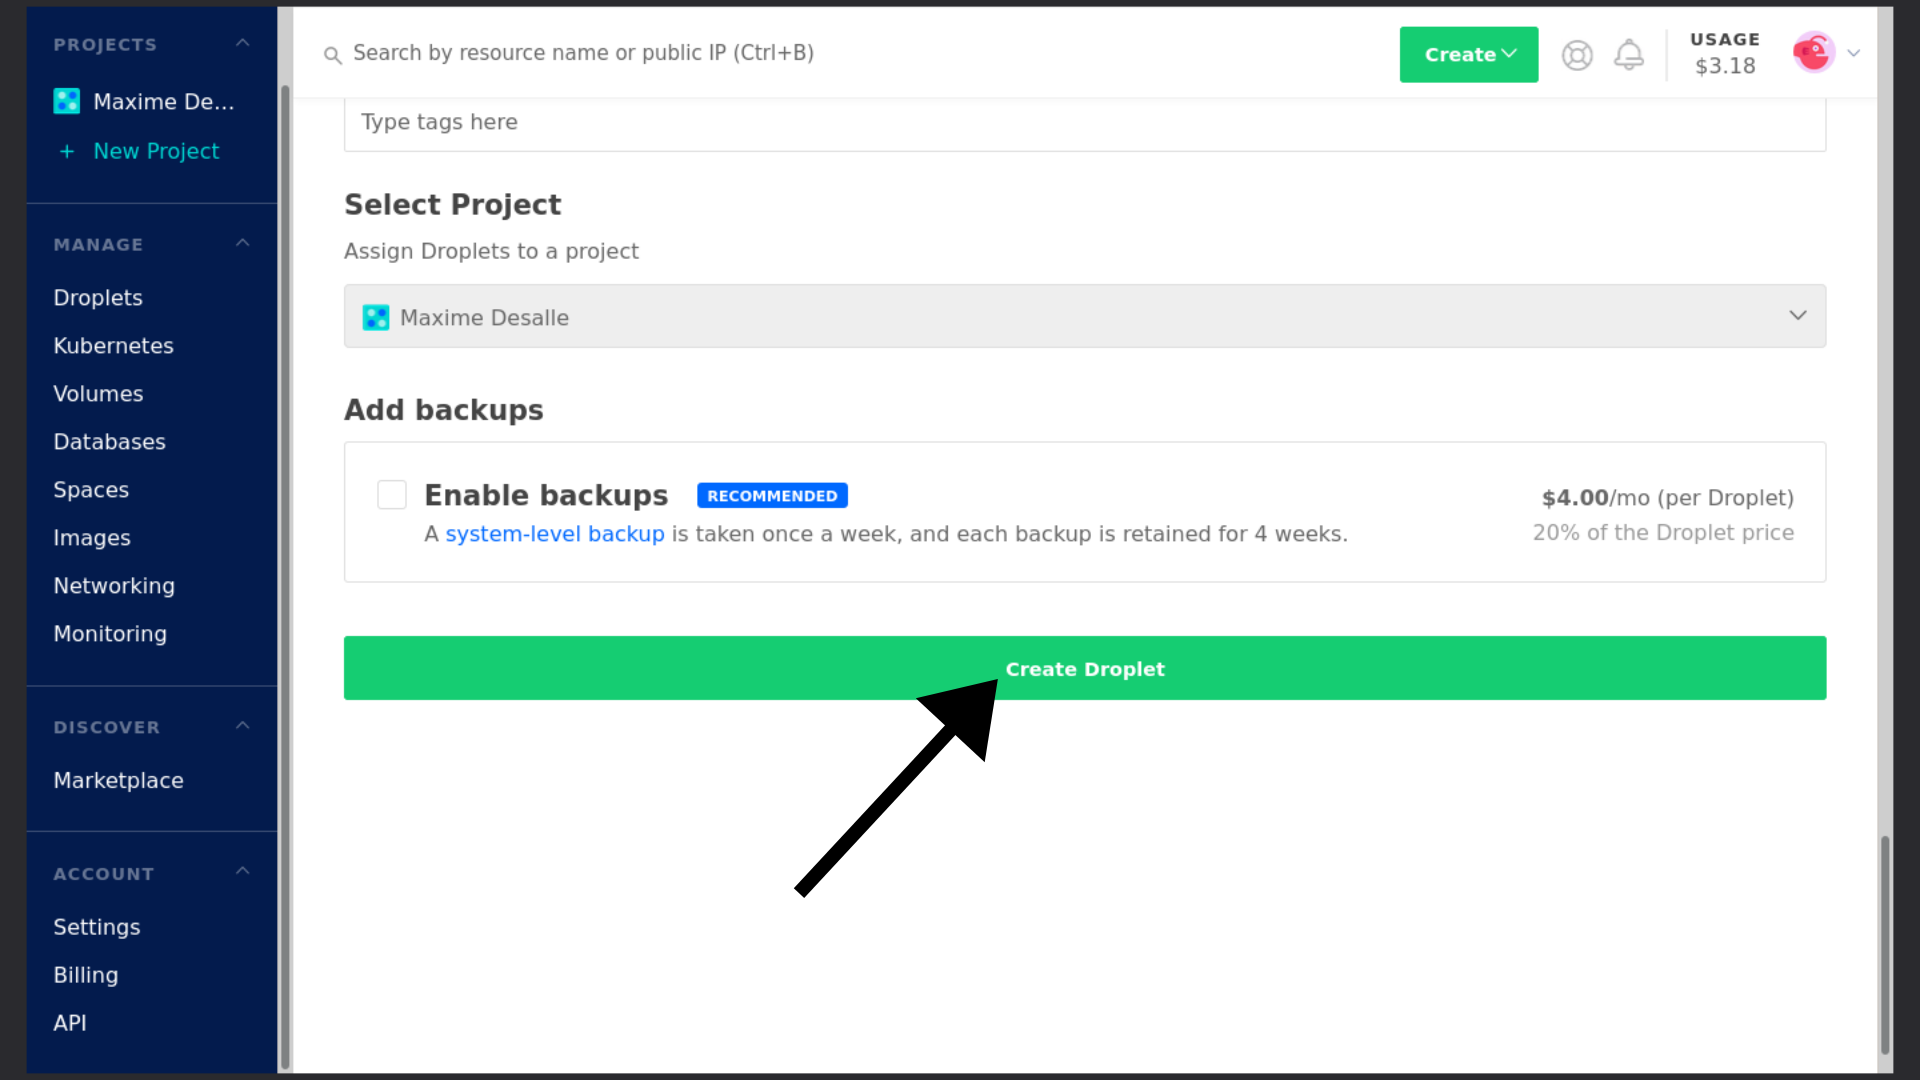 PROJECTS
Maxime De...
+ New Project
MANAGE
Droplets
Kubernetes
Volumes
Databases
Spaces
Images
Networking
Monitoring
DISCOVER
Marketplace
ACCOUNT
Settings
Billing
API
Search by resource name or public IP (Ctrl+B)
Create
USAGE
$3.18
Type tags here
Select Project
Assign Droplets to a project
Maxime Desalle
Add backups
Enable backups RECOMMENDED
$4.00/mo (per Droplet)
A system-level backup is taken once a week, and each backup is retained for 4 weeks.
20% of the Droplet price
Create Droplet